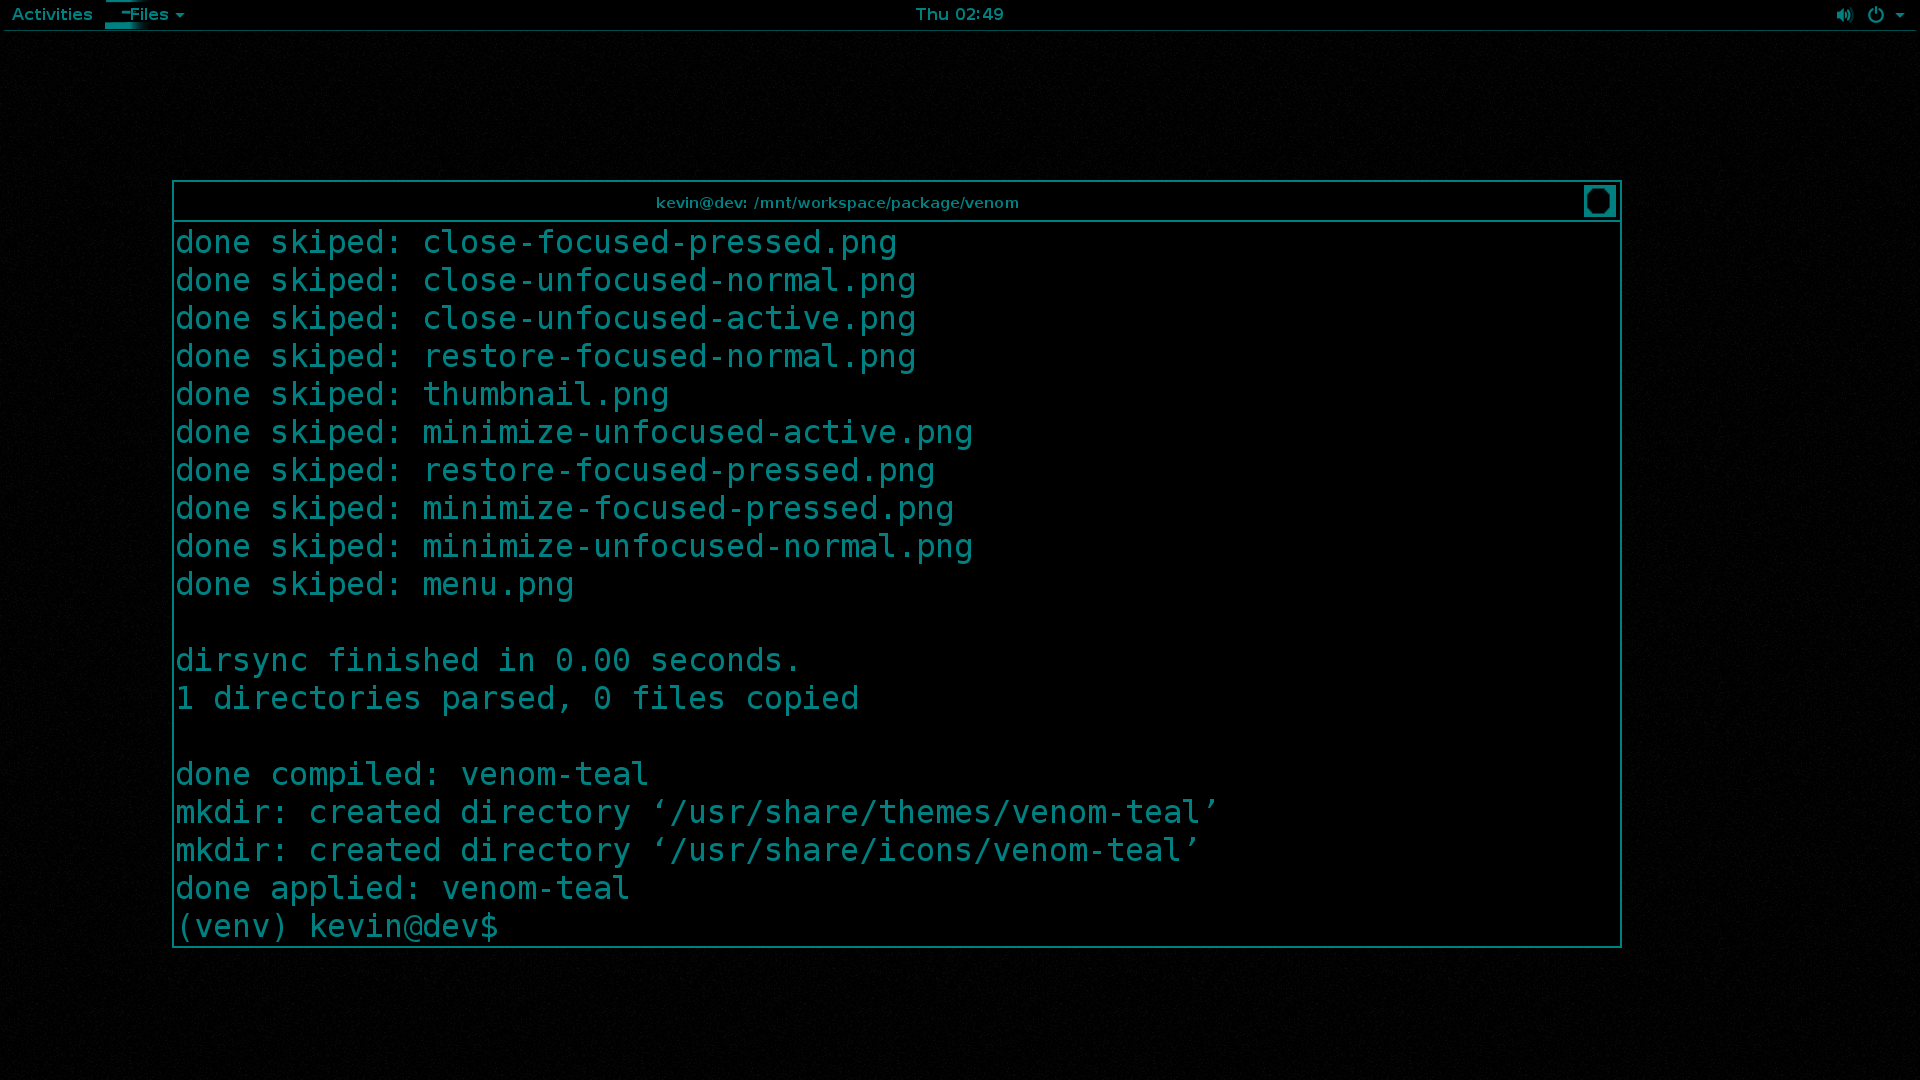 Activities Files Thu 02:49
kevin@dev: /mnt/workspace/package/venom
done skiped: close-focused-pressed.png
done skiped: close-unfocused-normal.png
done skiped: close-unfocused-active.png
done skiped: restore-focused-normal.png
done skiped: thumbnail.png
done skiped: minimize-unfocused-active.png
done skiped: restore-focused-pressed.png
done skiped: minimize-focused-pressed.png
done skiped: minimize-unfocused-normal.png
done skiped: menu.png
dirsync finished in 0.00 seconds.
1 directories parsed, 0 files copied
done compiled: venom-teal
mkdir: created directory ‘/usr/share/themes/venom-teal’
mkdir: created directory ‘/usr/share/icons/venom-teal’
done applied: venom-teal
(venv) kevin@dev$